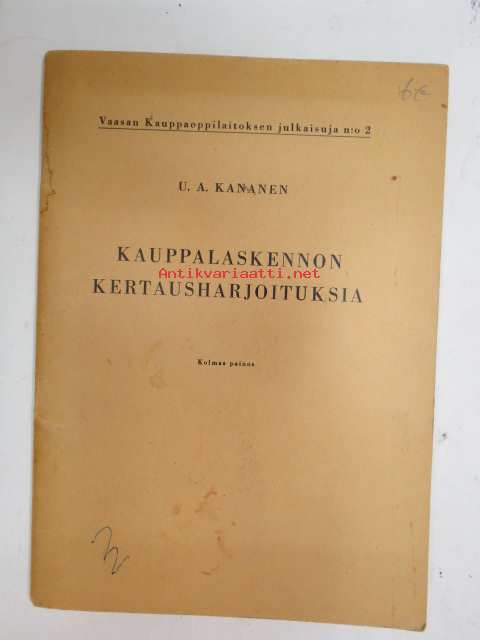 6€
Vaasan Kauppaoppilaitoksen julkaisuja n:o 2
U. A. KANANEN
KAUPPALASKENNON
Antikvariaatti.net
KERTAUSHARJOITUKSIA
Kolmas painos